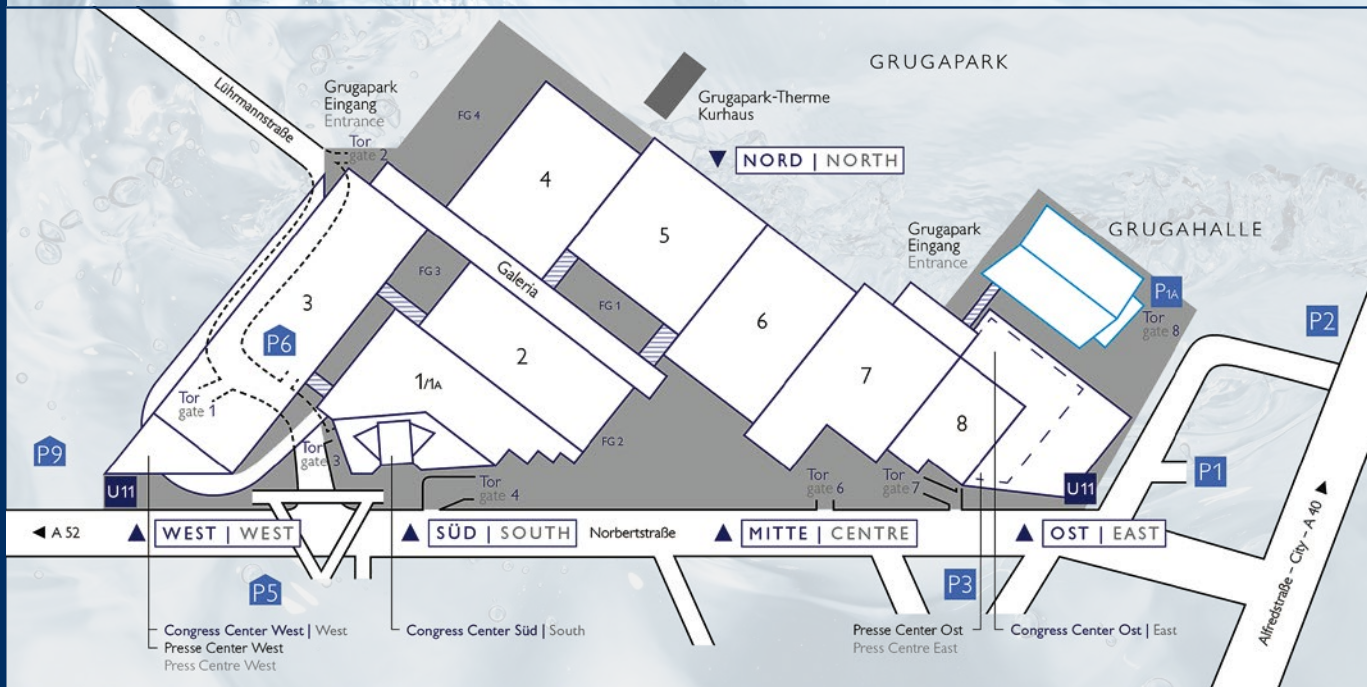 GRUGAPARK
Lührmannstraße
Grugapark
Eingang
Entrance
Tor
gate 2
FG 4
Grugapark-Therme
Kurhaus
NORD | NORTH
4
5
Grugapark
Eingang
Entrance
GRUGAHALLE
P1A
Tor
gate 8
P2
FG 3
Galeria
FG 1
3
6
P6
2
1/1A
7
8
Tor
gate 1
Tor
gate 3
FG 2
P9
U11
Tor
gate 4
Tor
gate 6
Tor
gate 7
U11
P1
A 52
WEST | WEST
SÜD | SOUTH
Norbertstraße
MITTE | CENTRE
OST | EAST
Alfredstraße – City – A 40
P5
P3
Congress Center West | West
Presse Center West
Press Centre West
Congress Center Süd | South
Presse Center Ost
Press Centre East
Congress Center Ost | East